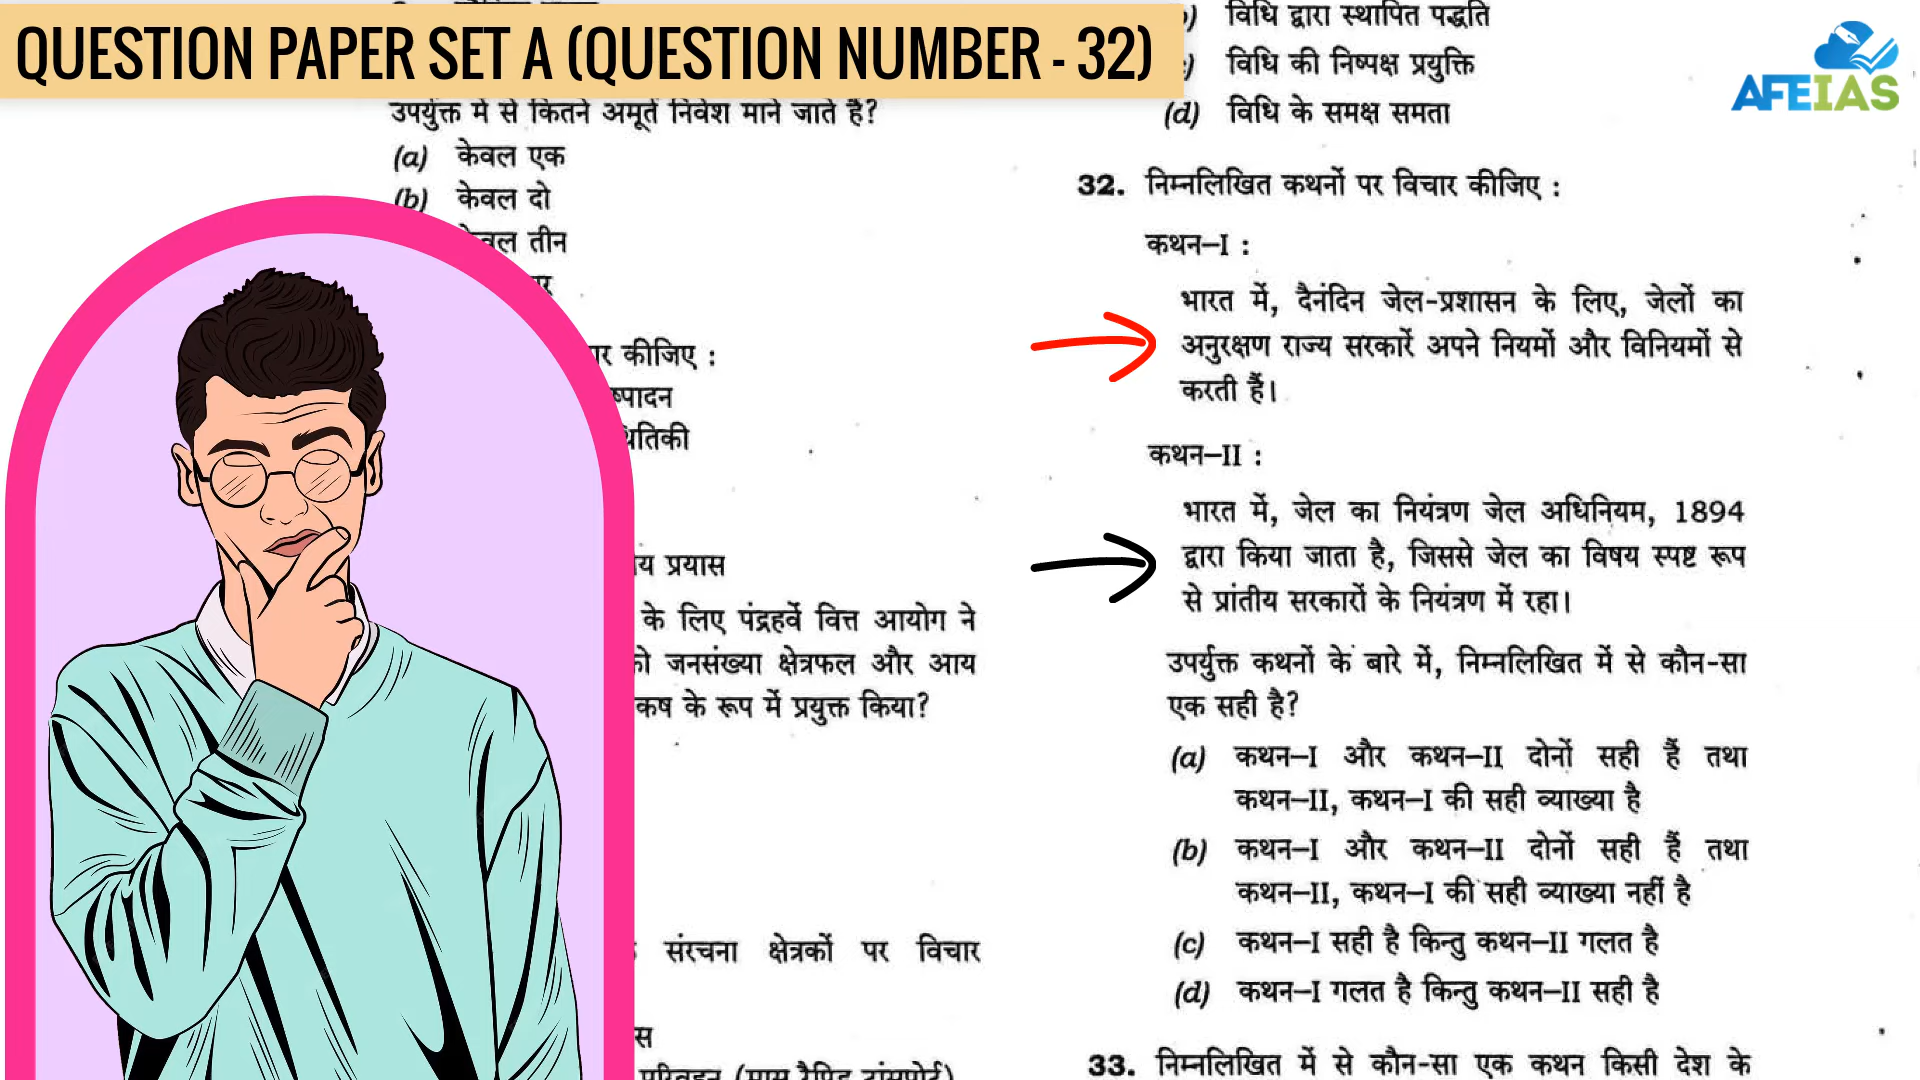 QUESTION PAPER SET A (QUESTION NUMBER - 32)
AFEIAS
उपर्युक्त में से कितने अमूर्त निवेश माने जाते हैं?
(a) केवल एक
(b) केवल दो
तीन
कीजिए :
प्रयास
के लिए पंद्रहवें वित्त आयोग ने
जनसंख्या क्षेत्रफल और आय
के रूप में प्रयुक्त किया?
संरचना क्षेत्रकों पर विचार
विधि द्वारा स्थापित पद्धति
विधि की निष्पक्ष प्रयुक्ति
(d) विधि के समक्ष समता
32. निम्नलिखित कथनों पर विचार कीजिए :
कथन–I :
भारत में, दैनंदिन जेल-प्रशासन के लिए, जेलों का
अनुरक्षण राज्य सरकारें अपने नियमों और विनियमों से
करती हैं।
कथन–II :
भारत में, जेल का नियंत्रण जेल अधिनियम, 1894
द्वारा किया जाता है, जिससे जेल का विषय स्पष्ट रूप
से प्रांतीय सरकारों के नियंत्रण में रहा।
उपर्युक्त कथनों के बारे में, निम्नलिखित में से कौन-सा
एक सही है?
(a) कथन–I और कथन–II दोनों सही हैं तथा
कथन–II, कथन–I की सही व्याख्या है
(b) कथन–I और कथन–II दोनों सही हैं तथा
कथन–II, कथन–I की सही व्याख्या नहीं है
(c) कथन–I सही है किन्तु कथन–II गलत है
(d) कथन–I गलत है किन्तु कथन–II सही है
33. निम्नलिखित में से कौन-सा एक कथन किसी देश के